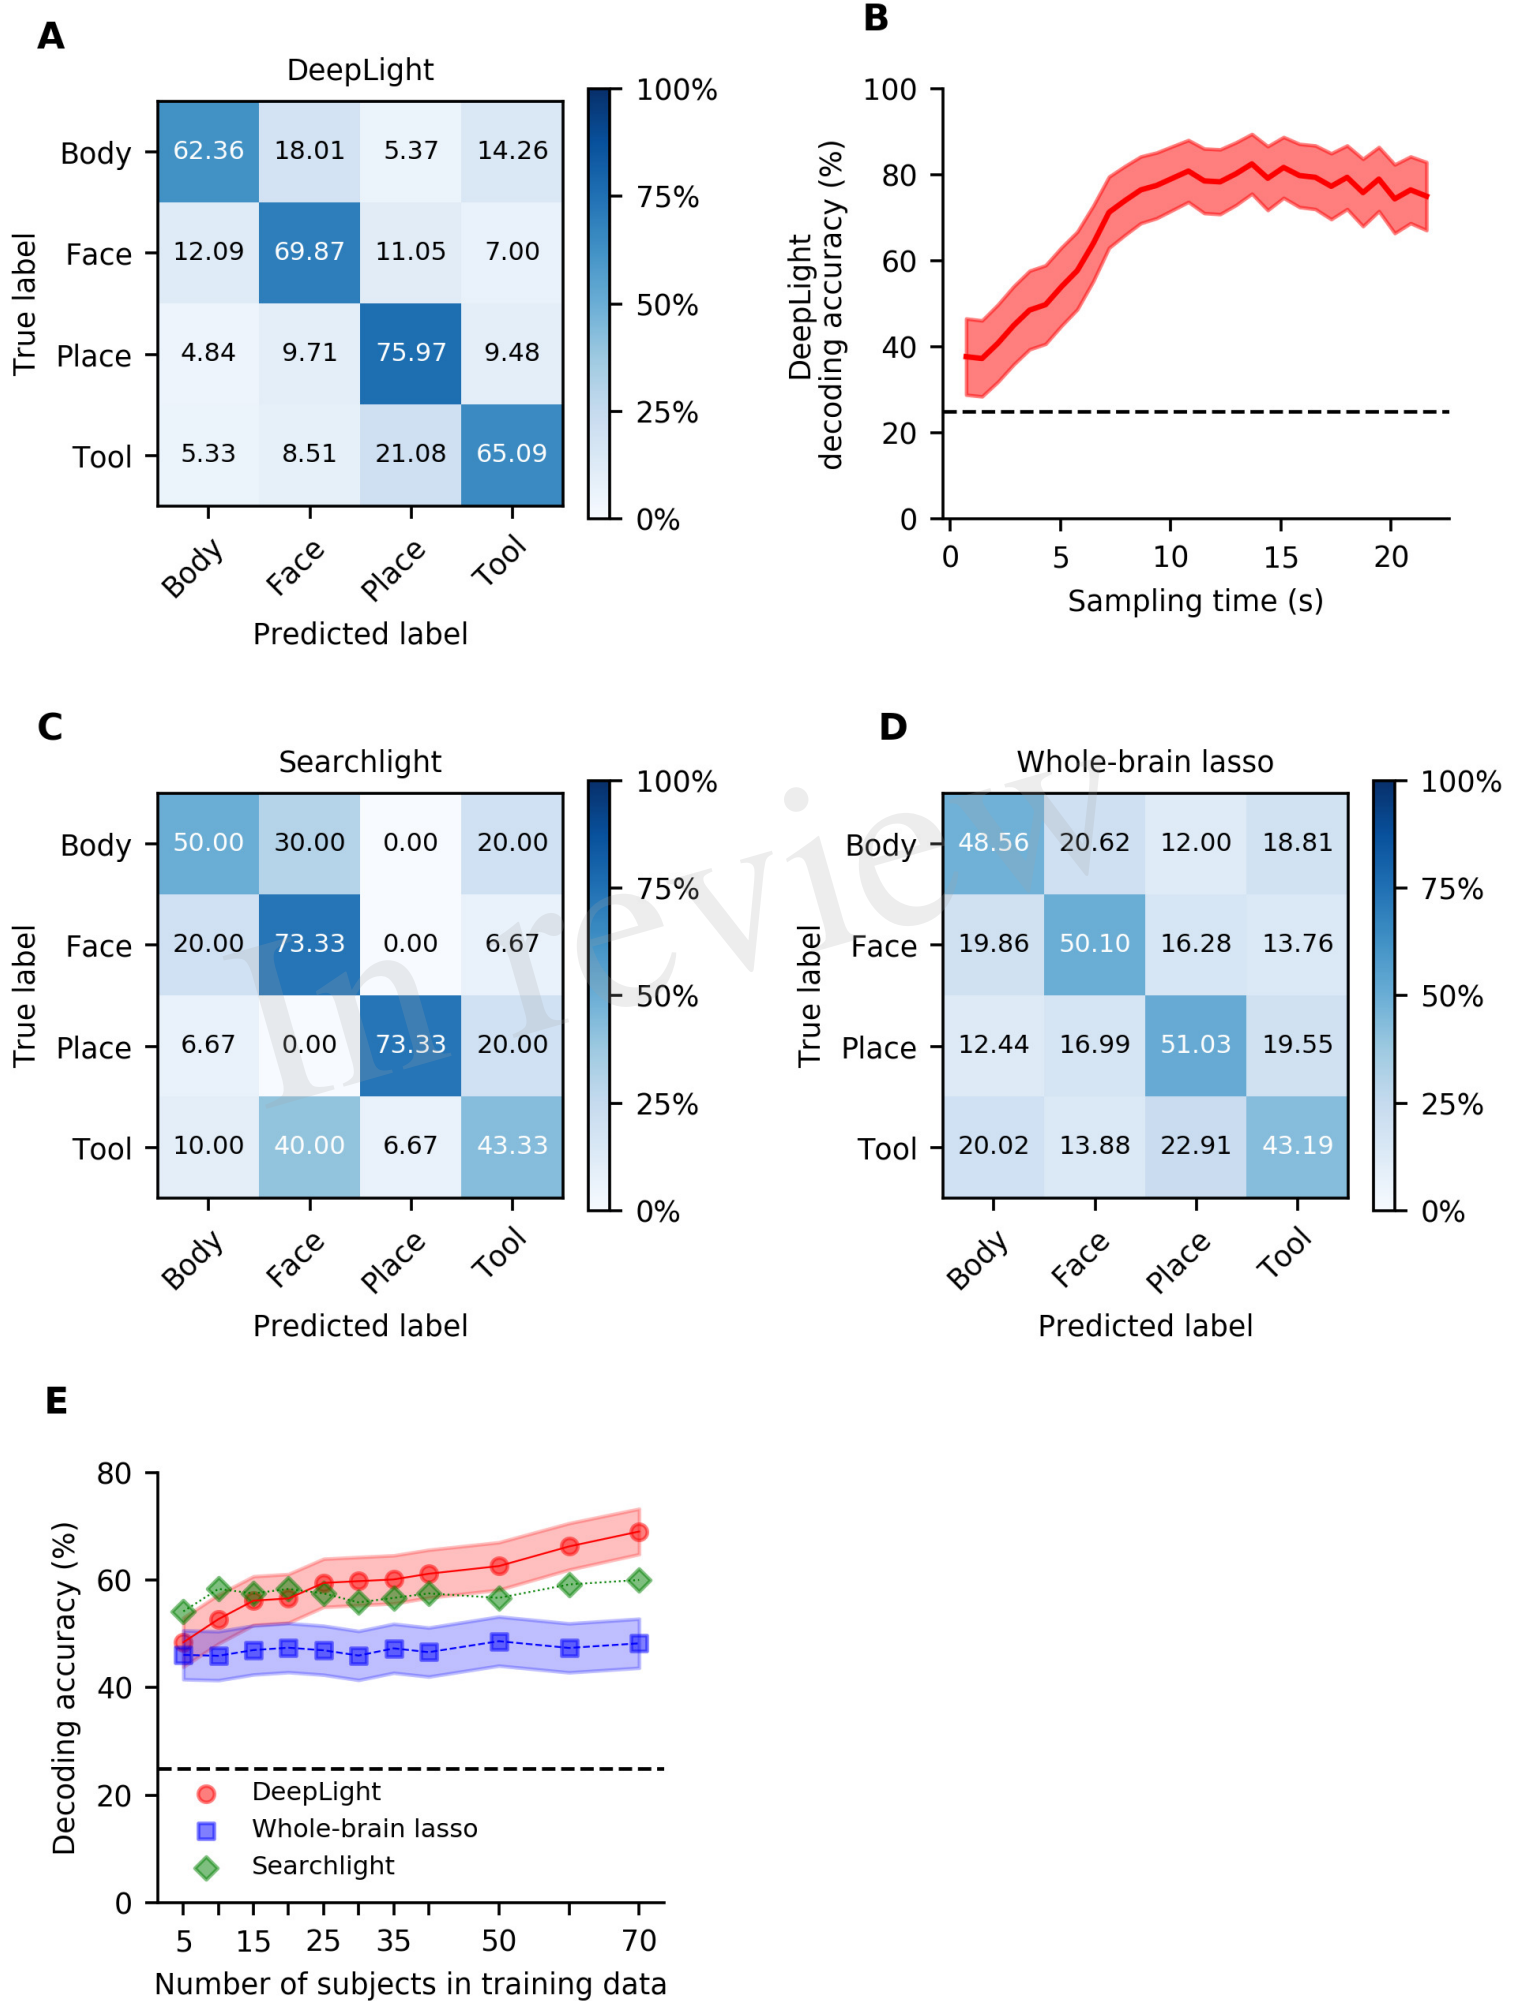 A
DeepLight
100%
75%
50%
25%
0%
Body
Face
Place
Tool
True label
62.36 18.01 5.37 14.26
12.09 69.87 11.05 7.00
4.84 9.71 75.97 9.48
5.33 8.51 21.08 65.09
Body Face Place Tool
Predicted label
B
100
80
60
40
20
0
DeepLight
decoding accuracy (%)
0 5 10 15 20
Sampling time (s)
C
Searchlight
100%
75%
50%
25%
0%
Body
Face
Place
Tool
True label
50.00 30.00 0.00 20.00
20.00 73.33 0.00 6.67
6.67 0.00 73.33 20.00
10.00 40.00 6.67 43.33
Body Face Place Tool
Predicted label
D
Whole-brain lasso
100%
75%
50%
25%
0%
Body
Face
Place
Tool
True label
48.56 20.62 12.00 18.81
19.86 50.10 16.28 13.76
12.44 16.99 51.03 19.55
20.02 13.88 22.91 43.19
Body Face Place Tool
Predicted label
In review
E
80
60
40
20
0
Decoding accuracy (%)
DeepLight
Whole-brain lasso
Searchlight
5 15 25 35 50 70
Number of subjects in training data